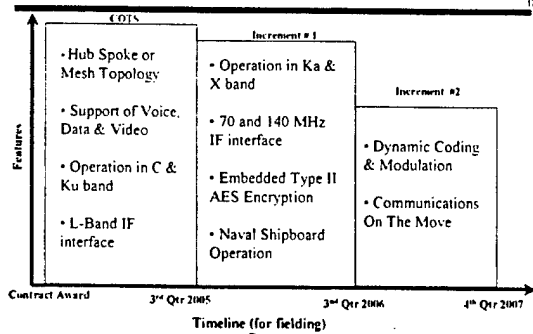 COTS
• Hub Spoke or
Mesh Topology
• Support of Voice,
Data & Video
• Operation in C &
Ku band
• L-Band IF
interface
Increment # 1
• Operation in Ka &
X band
• 70 and 140 MHz
IF interface
• Embedded Type II
AES Encryption
• Naval Shipboard
Operation
Increment #2
• Dynamic Coding
& Modulation
• Communications
On The Move
Features
Contract Award
3rd Qtr 2005
3nd Qtr 2006
4th Qtr 2007
Timeline (for fielding)